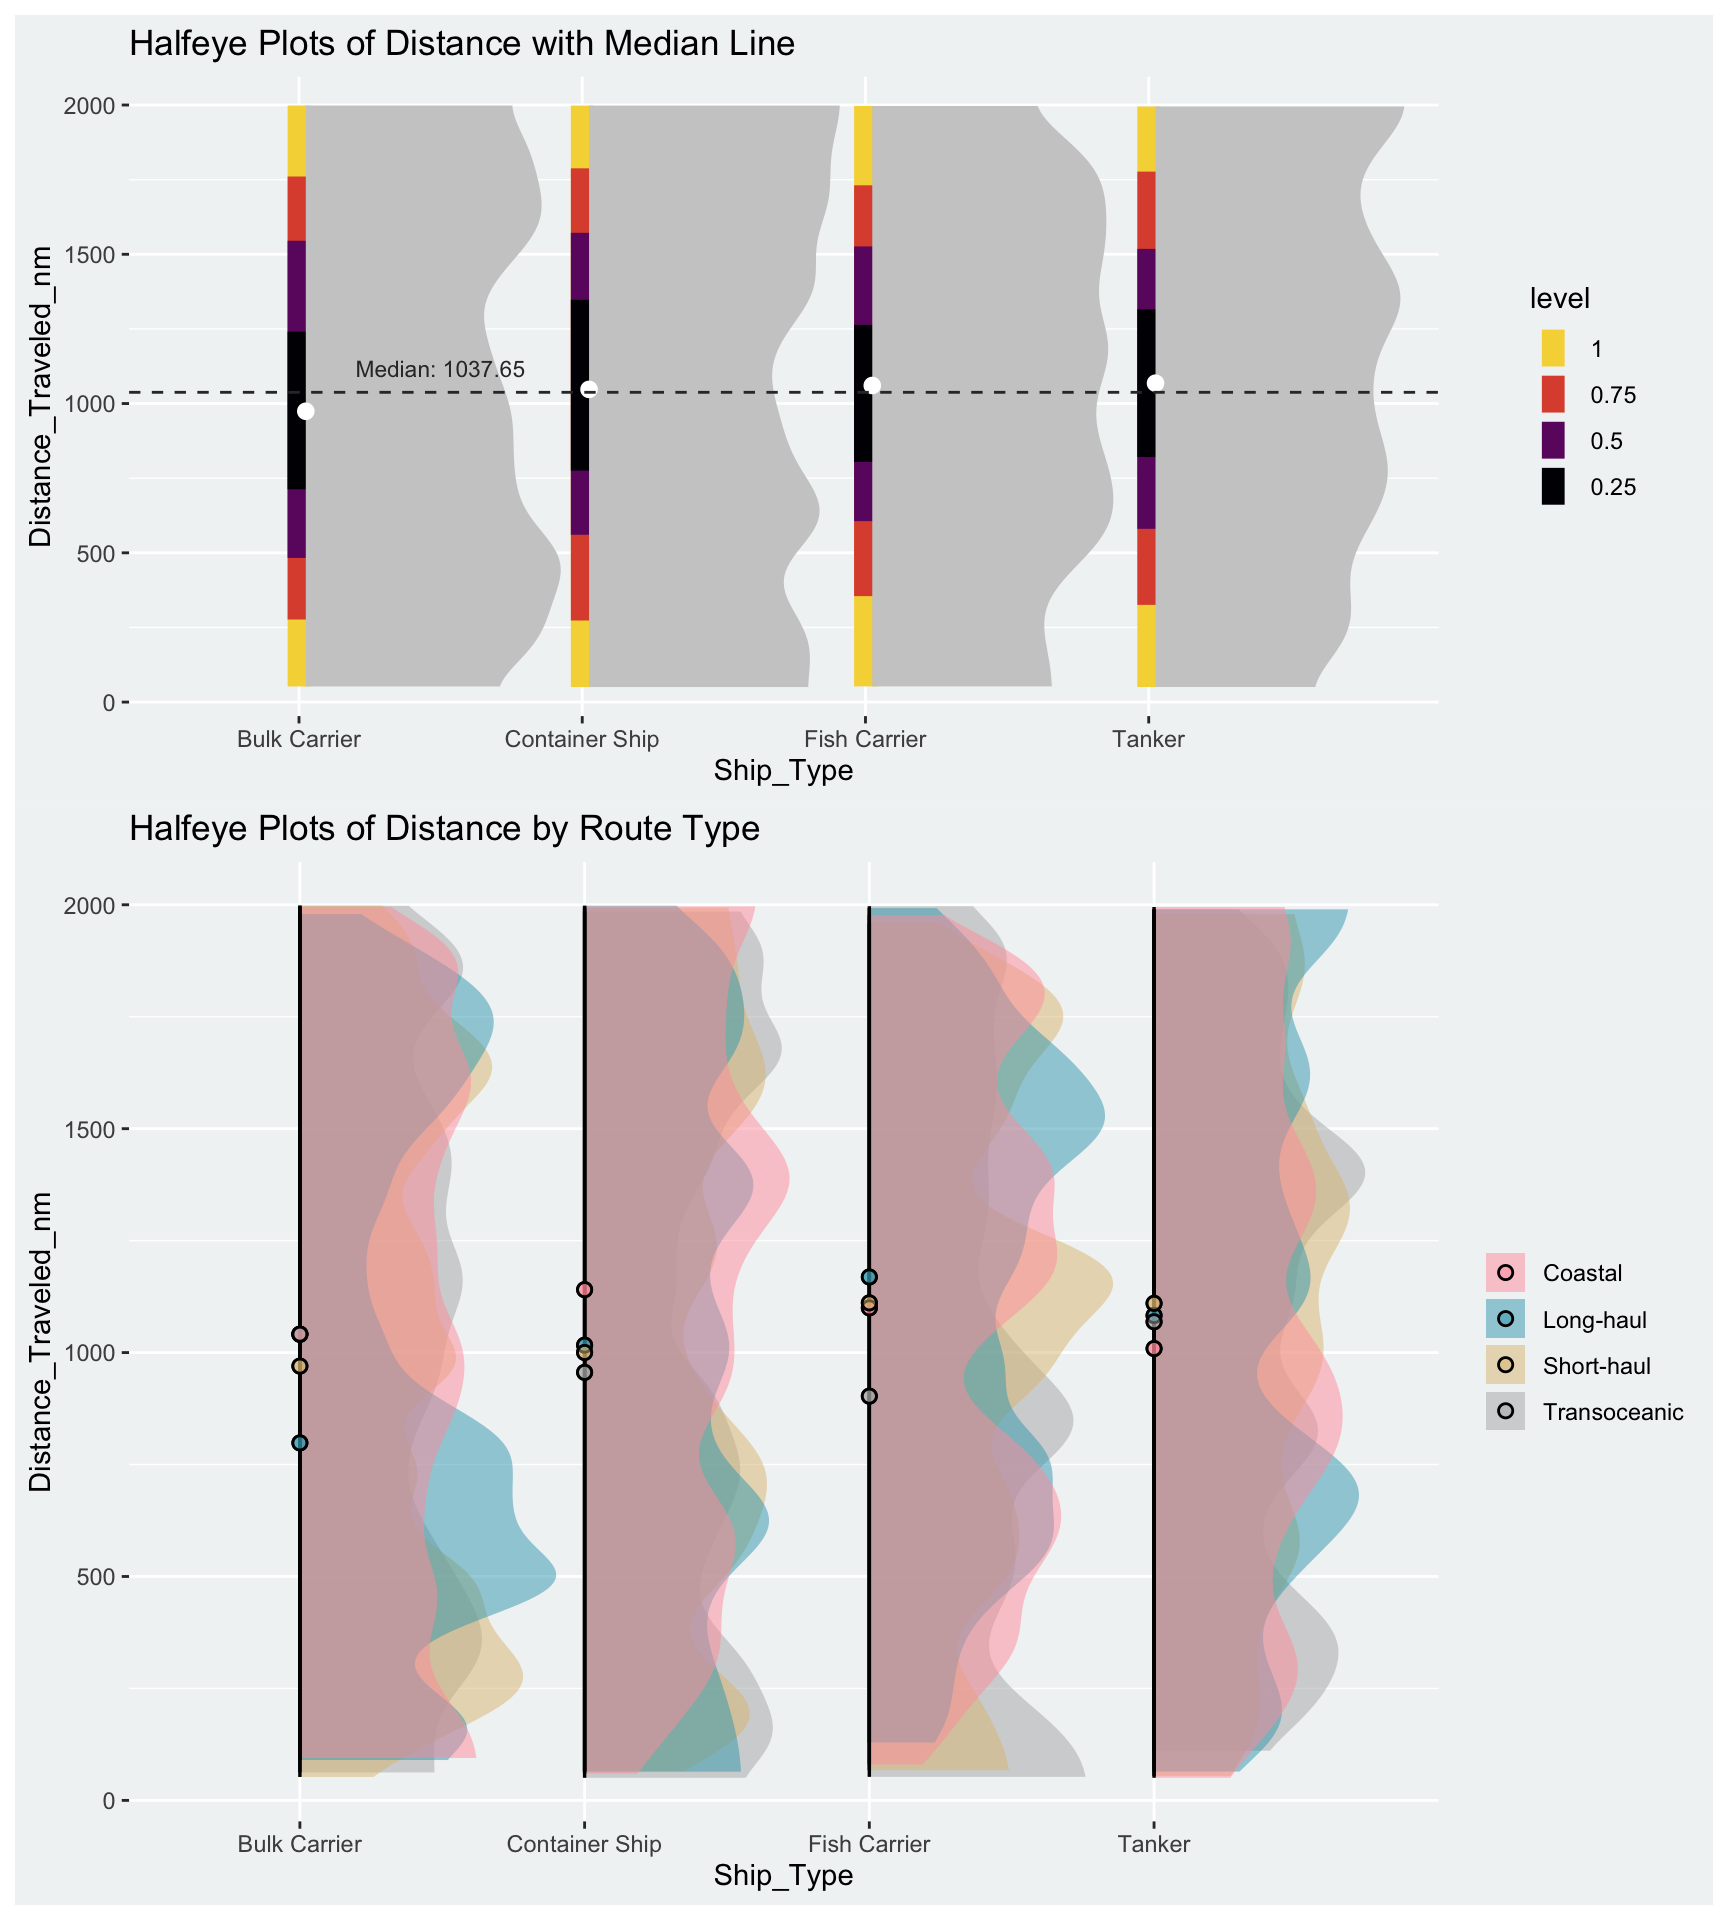 Halfeye Plots of Distance with Median Line
2000
1500
1000
500
0
Distance_Traveled_nm
Median: 1037.65
Bulk Carrier Container Ship Fish Carrier Tanker
Ship_Type
level
1
0.75
0.5
0.25
Halfeye Plots of Distance by Route Type
2000
1500
1000
500
0
Distance_Traveled_nm
Bulk Carrier Container Ship Fish Carrier Tanker
Ship_Type
Coastal
Long-haul
Short-haul
Transoceanic